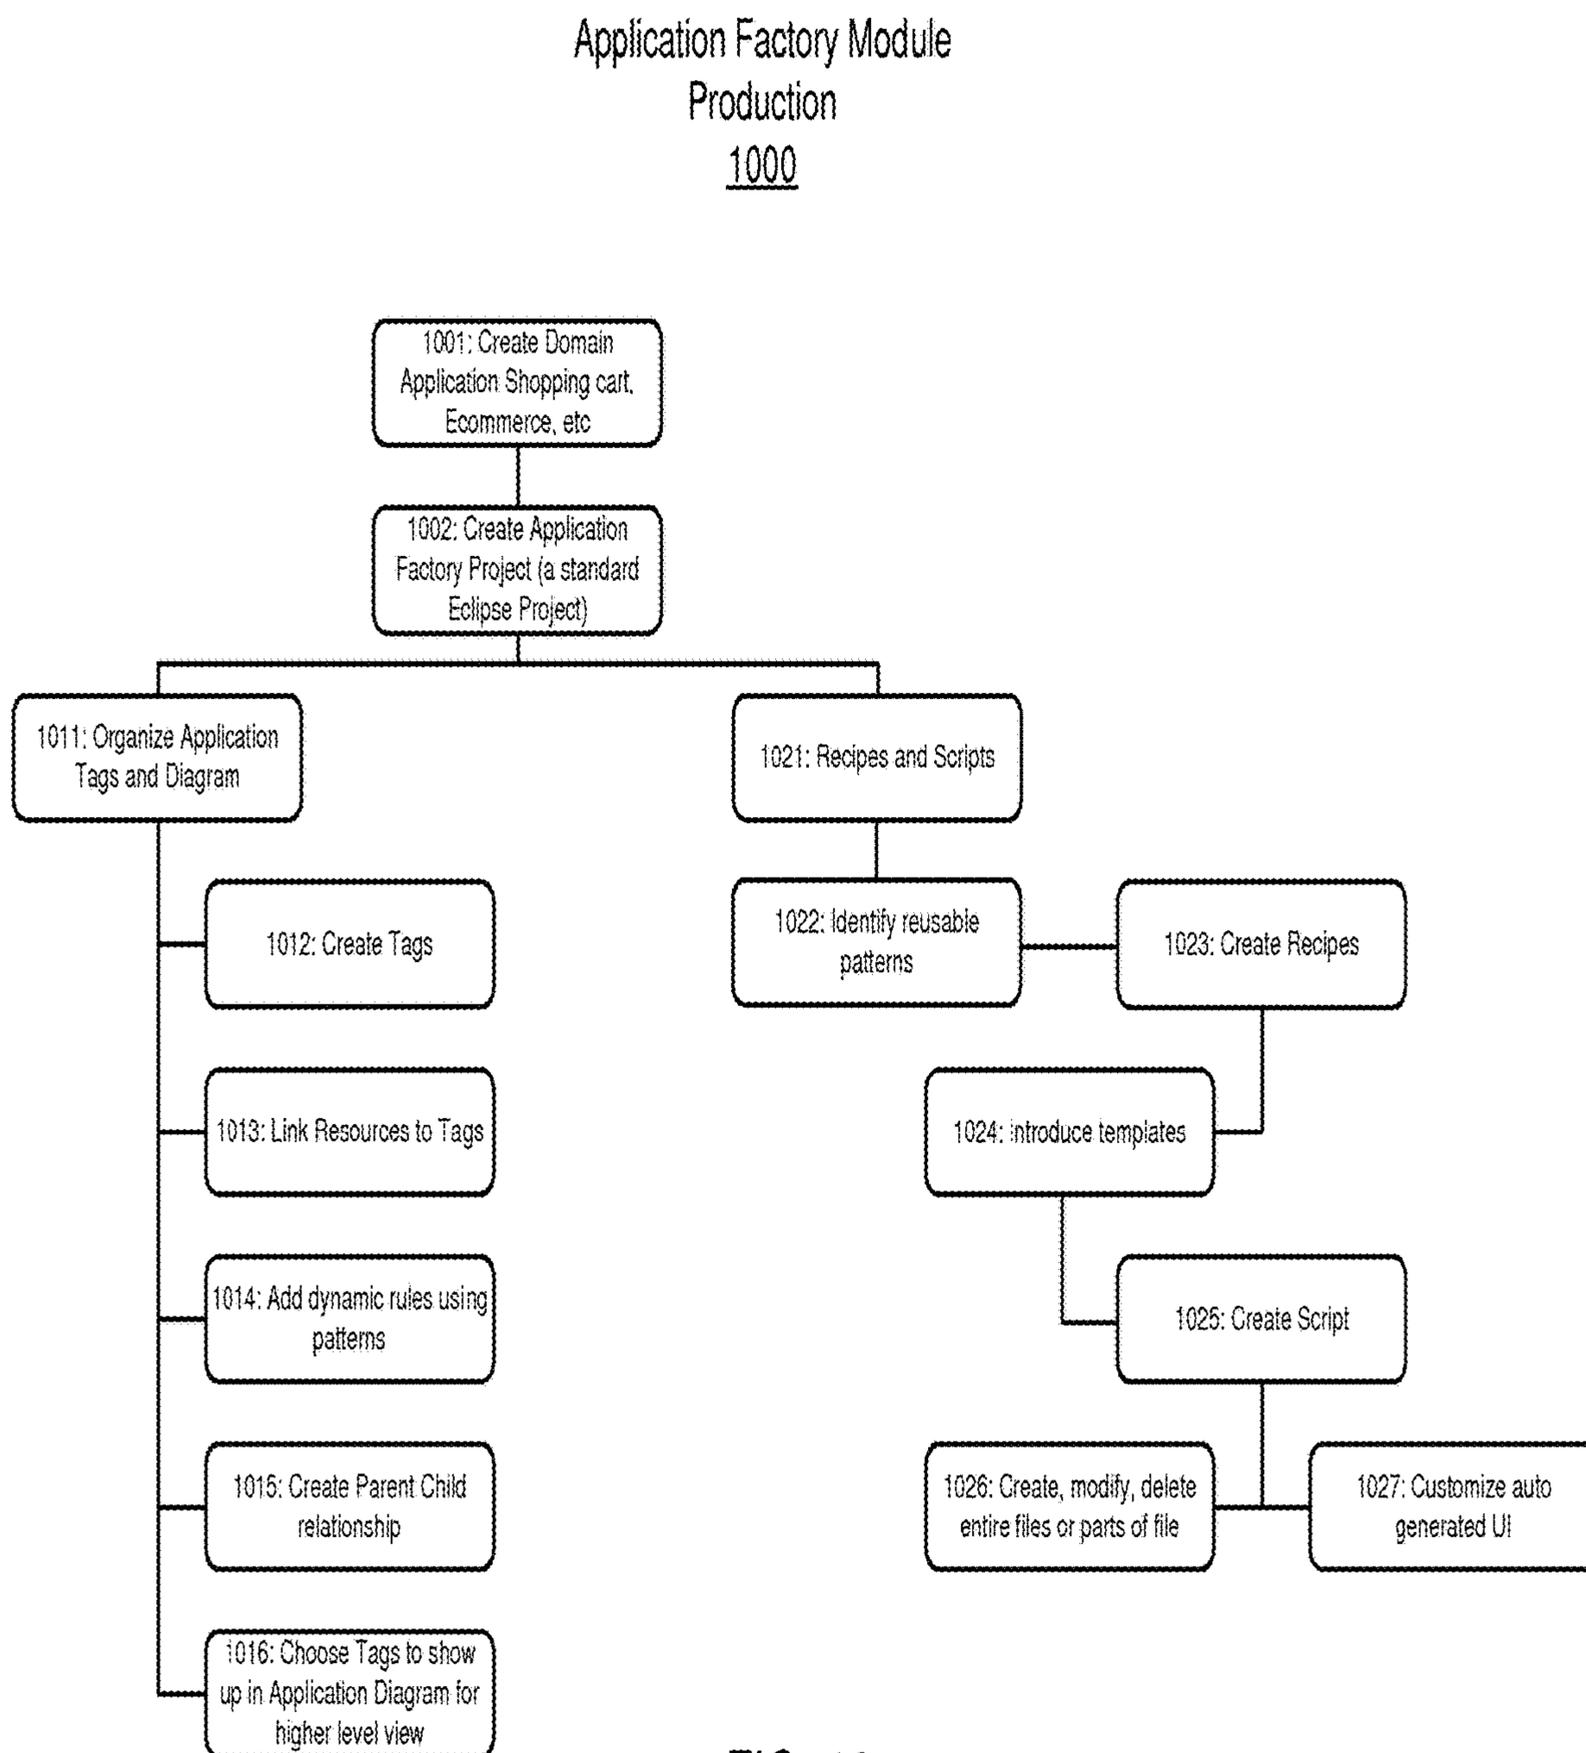 Application Factory Module
Production
1000
1001: Create Domain
Application Shopping cart,
Ecommerce, etc
1002: Create Application
Factory Project (a standard
Eclipse Project)
1011: Organize Application
Tags and Diagram
1021: Recipes and Scripts
1012: Create Tags
1022: Identify reusable
patterns
1023: Create Recipes
1013: Link Resources to Tags
1024: introduce templates
1014: Add dynamic rules using
patterns
1025: Create Script
1015: Create Parent Child
relationship
1026: Create, modify, delete
entire files or parts of file
1027: Customize auto
generated UI
1016: Choose Tags to show
up in Application Diagram for
higher level view